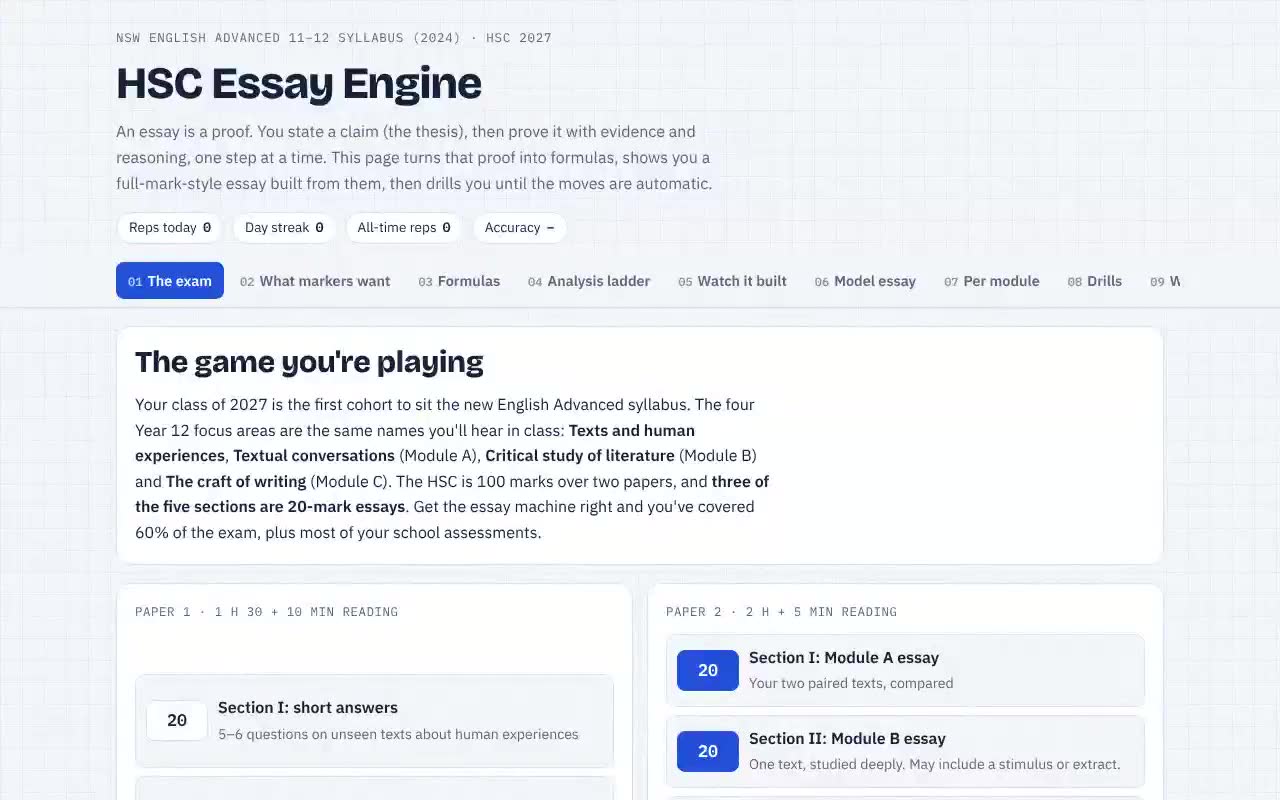 NSW ENGLISH ADVANCED 11–12 SYLLABUS (2024) · HSC 2027
HSC Essay Engine
An essay is a proof. You state a claim (the thesis), then prove it with evidence and
reasoning, one step at a time. This page turns that proof into formulas, shows you a
full-mark-style essay built from them, then drills you until the moves are automatic.
Reps today 0 Day streak 0 All-time reps 0 Accuracy –
01 The exam 02 What markers want 03 Formulas 04 Analysis ladder 05 Watch it built 06 Model essay 07 Per module 08 Drills 09
The game you're playing
Your class of 2027 is the first cohort to sit the new English Advanced syllabus. The four
Year 12 focus areas are the same names you'll hear in class: Texts and human
experiences, Textual conversations (Module A), Critical study of literature (Module B)
and The craft of writing (Module C). The HSC is 100 marks over two papers, and three of
the five sections are 20-mark essays. Get the essay machine right and you've covered
60% of the exam, plus most of your school assessments.
PAPER 1 · 1 H 30 + 10 MIN READING
20 Section I: short answers
5–6 questions on unseen texts about human experiences
PAPER 2 · 2 H + 5 MIN READING
20 Section I: Module A essay
Your two paired texts, compared
20 Section II: Module B essay
One text, studied deeply. May include a stimulus or extract.